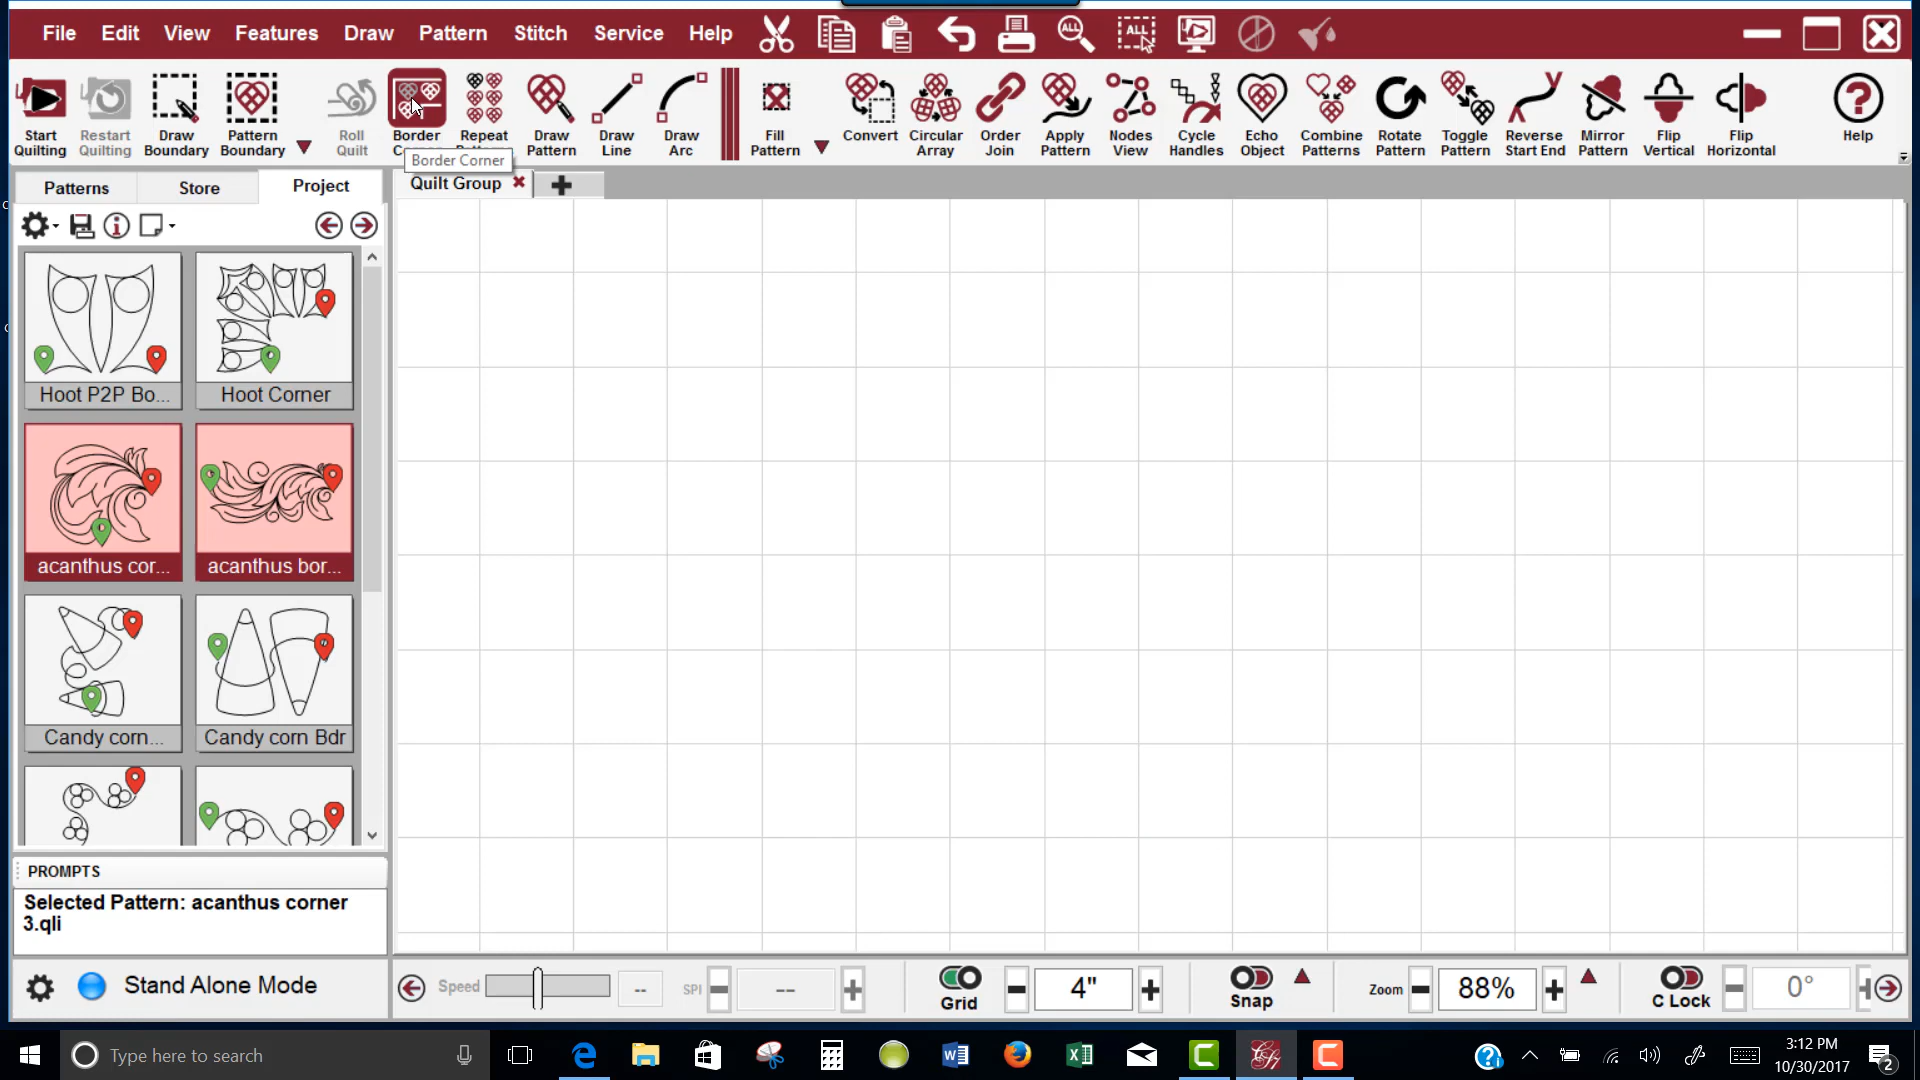 File Edit View Features Draw Pattern Stitch Service Help ALL ALL
Start Quilting
Restart Quilting
Draw Boundary
Pattern Boundary
Roll Quilt
Border
Repeat
Draw Pattern
Draw Line
Draw Arc
Fill Pattern
Convert
Circular Array
Order Join
Apply Pattern
Nodes View
Cycle Handles
Echo Object
Combine Patterns
Rotate Pattern
Toggle Pattern
Reverse Start End
Mirror Pattern
Flip Vertical
Flip Horizontal
Help
Border Corner
Patterns Store Project
Quilt Group
Hoot P2P Bo... Hoot Corner
acanthus cor... acanthus bor...
Candy corn... Candy corn Bdr
PROMPTS
Selected Pattern: acanthus corner
3.qli
Stand Alone Mode
Speed -- SPI -- Grid 4" Snap Zoom 88% C Lock 0°
Type here to search
3:12 PM
10/30/2017
2